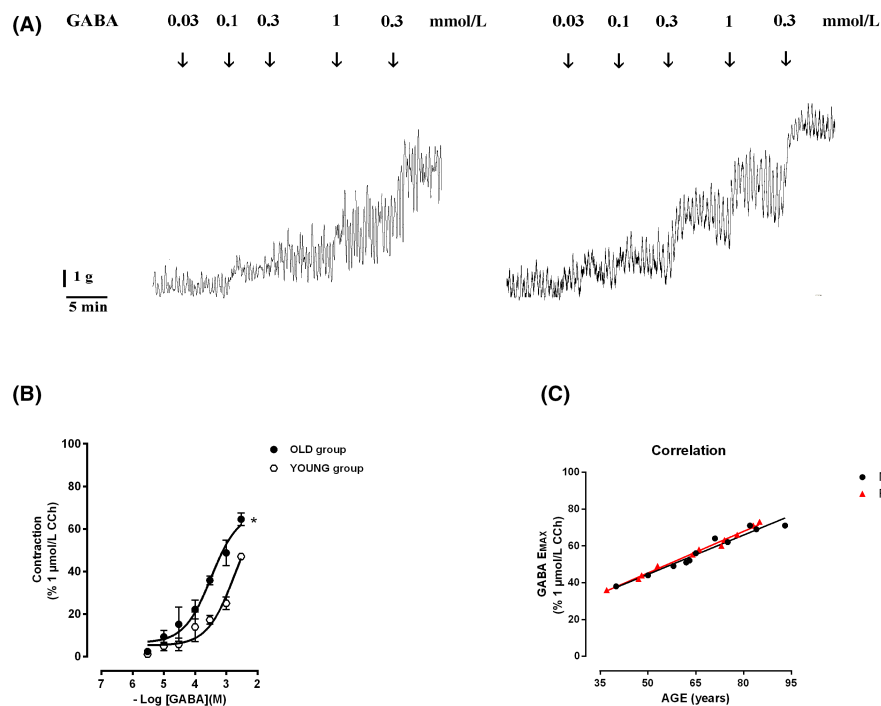 (A) GABA 0.03 0.1 0.3 1 0.3 mmol/L 0.03 0.1 0.3 1 0.3 mmol/L
1 g
5 min
(B)
OLD group
YOUNG group
Contraction
(% 1 µmol/L CCh)
100
80
60
40
20
0
*
7 6 5 4 3 2
- Log [GABA](M)
(C)
Correlation
GABA EMAX
(% 1 µmol/L CCh)
100
80
60
40
20
0
35 50 65 80 95
AGE (years)